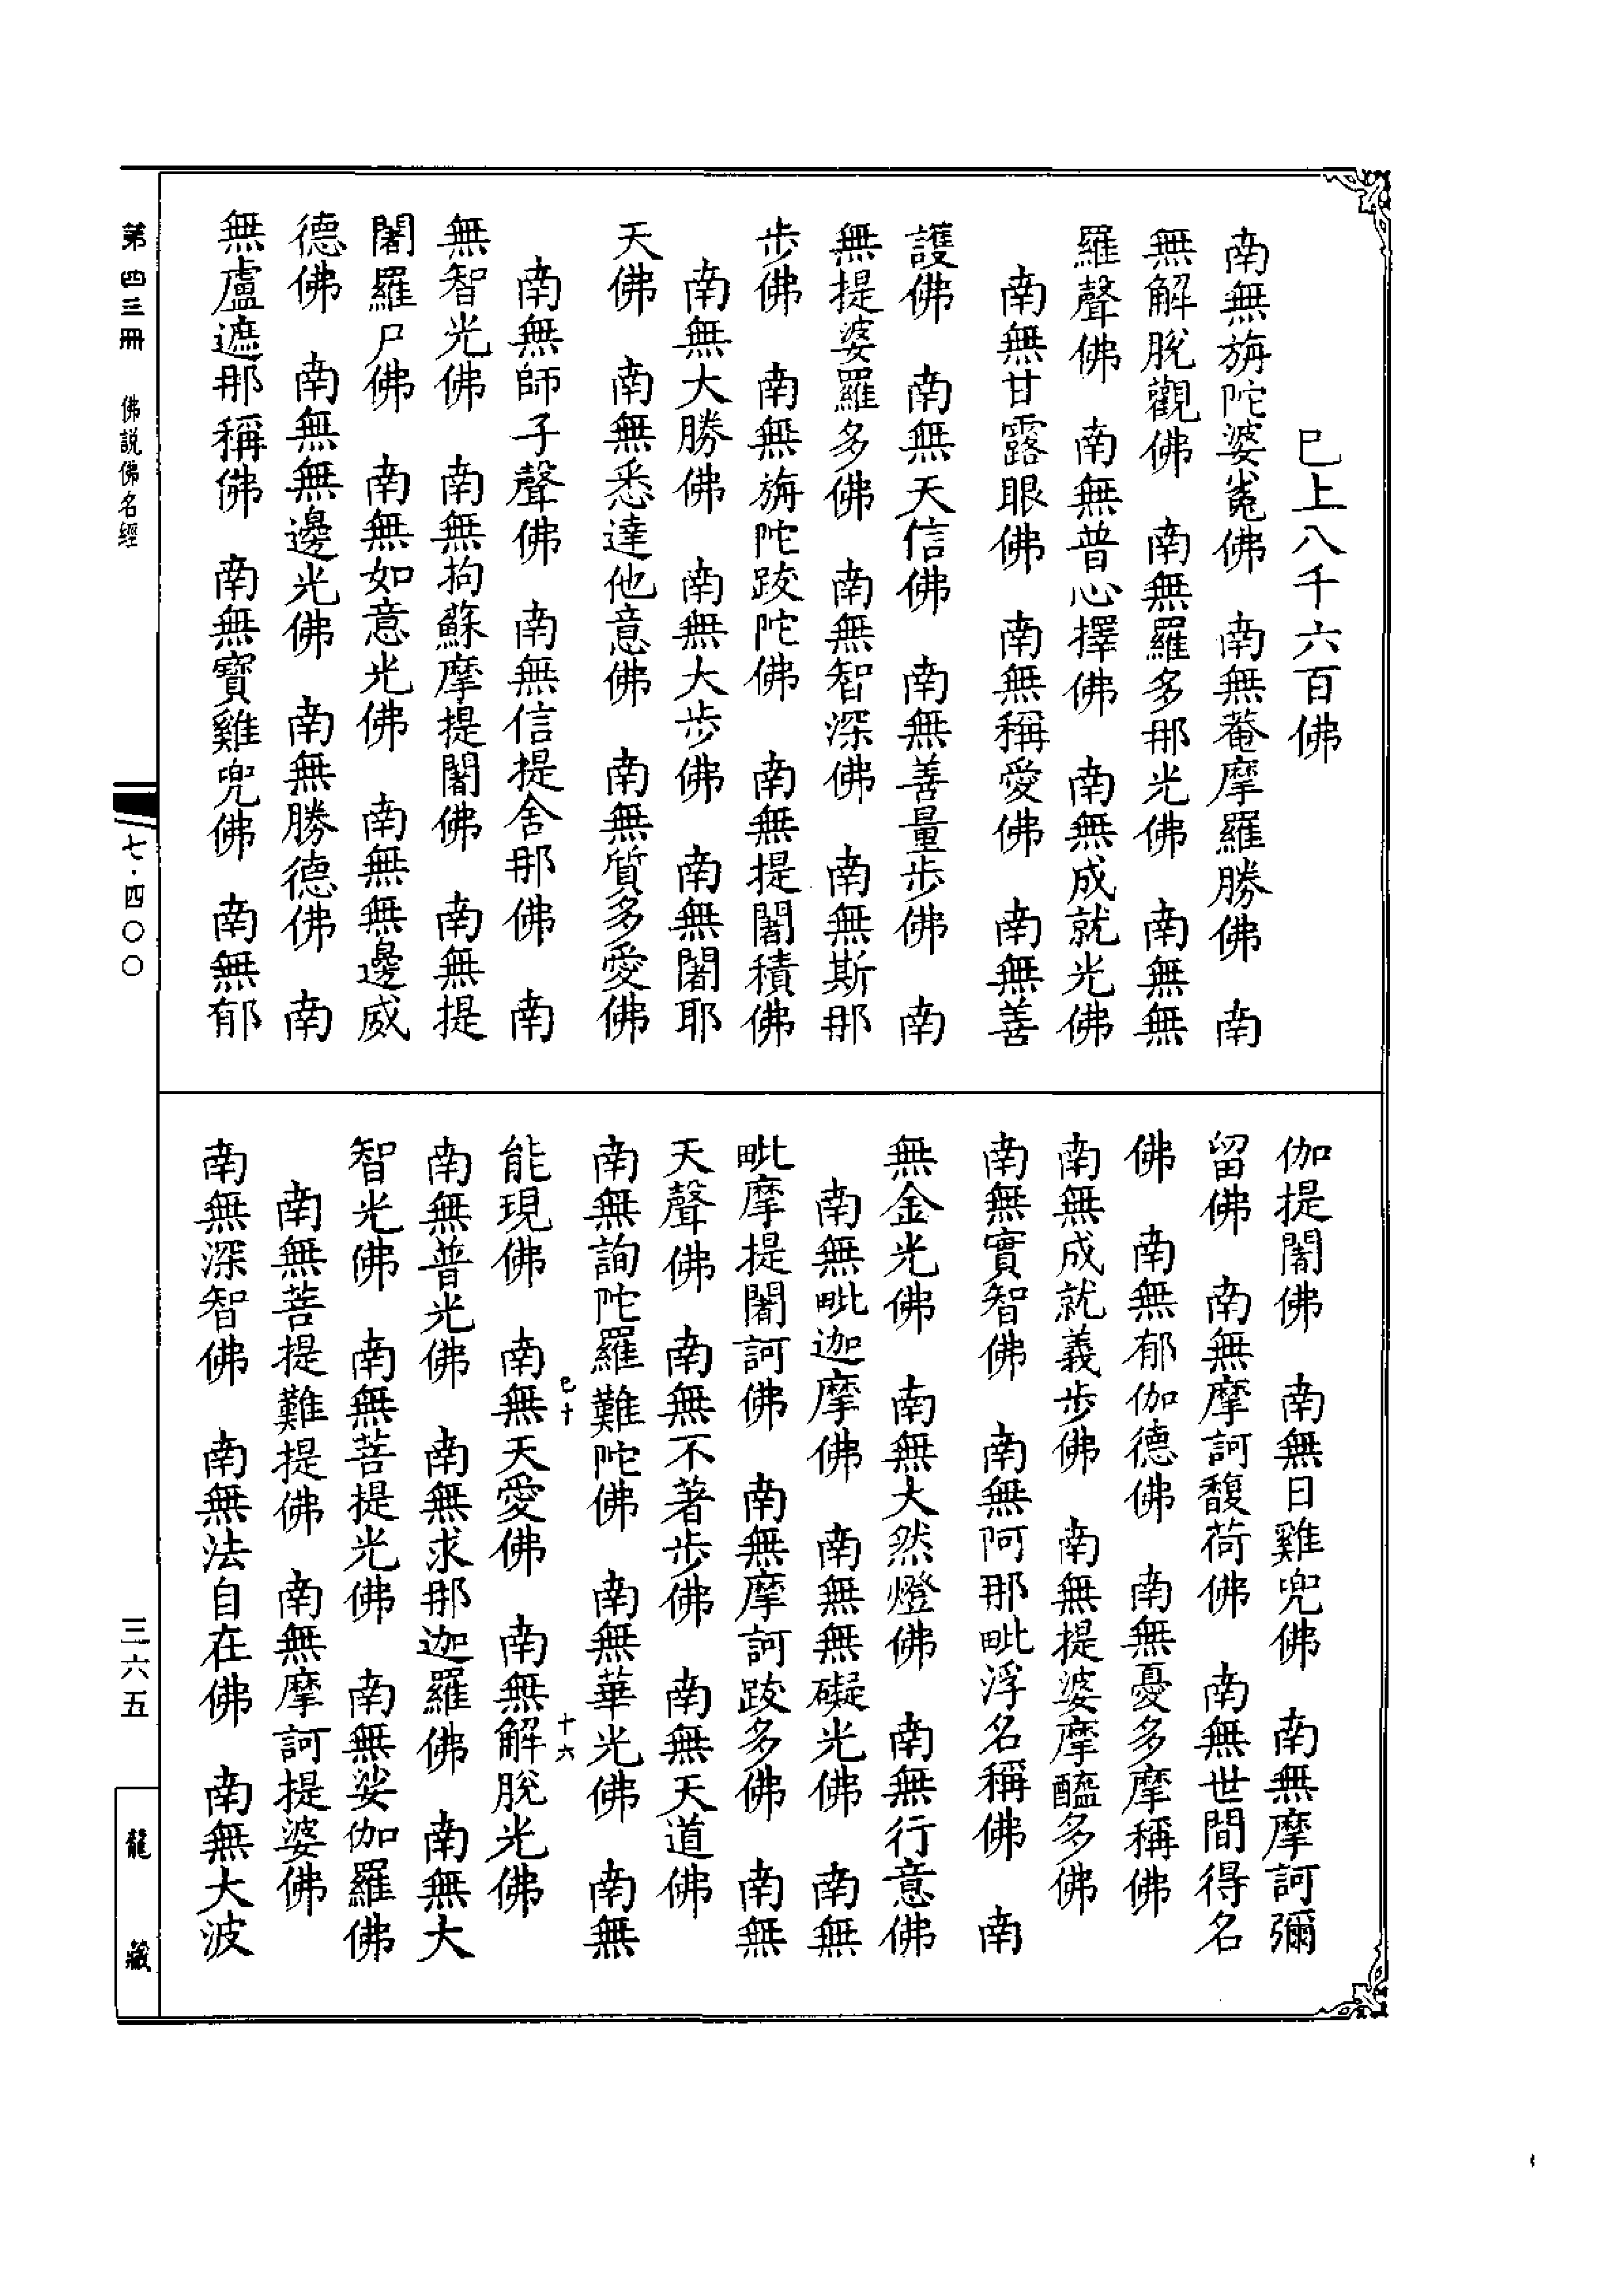 已上八千六百佛
南無旃陀婆嵬佛　南無菴摩羅勝佛　南
無解脫觀佛　南無羅多那光佛　南無無
羅聲佛　南無普心擇佛　南無成就光佛
南無甘露眼佛　南無稱愛佛　南無善
護佛　南無天信佛　南無善量步佛　南
無提婆羅多佛　南無智深佛　南無斯那
步佛　南無旃陀跋陀佛　南無提闍積佛
南無大勝佛　南無大步佛　南無闍耶
天佛　南無悉達他意佛　南無質多愛佛
南無師子聲佛　南無信提舍那佛　南
無智光佛　南無拘蘇摩提闍佛　南無提
闍羅尸佛　南無如意光佛　南無無邊威
德佛　南無無邊光佛　南無勝德佛　南
無盧遮那稱佛　南無寶雞兜佛　南無郁
伽提闍佛　南無日雞兜佛　南無摩訶彌
留佛　南無摩訶馥荷佛　南無世間得名
佛　南無郁伽德佛　南無憂多摩稱佛
南無成就義步佛　南無提婆摩醯多佛
南無實智佛　南無阿那毗浮名稱佛　南
無金光佛　南無大然燈佛　南無行意佛
南無毗迦摩佛　南無無礙光佛　南無
毗摩提闍訶佛　南無摩訶跋多佛　南無
天聲佛　南無不著步佛　南無天道佛
南無詢陀羅難陀佛　南無華光佛　南無
已十　十六
能現佛　南無天愛佛　南無解脫光佛
南無普光佛　南無求那迦羅佛　南無大
智光佛　南無菩提光佛　南無娑伽羅佛
南無菩提難提佛　南無摩訶提婆佛
南無深智佛　南無法自在佛　南無大波
第四三冊　佛說佛名經
七·四〇〇
三六五
龍藏